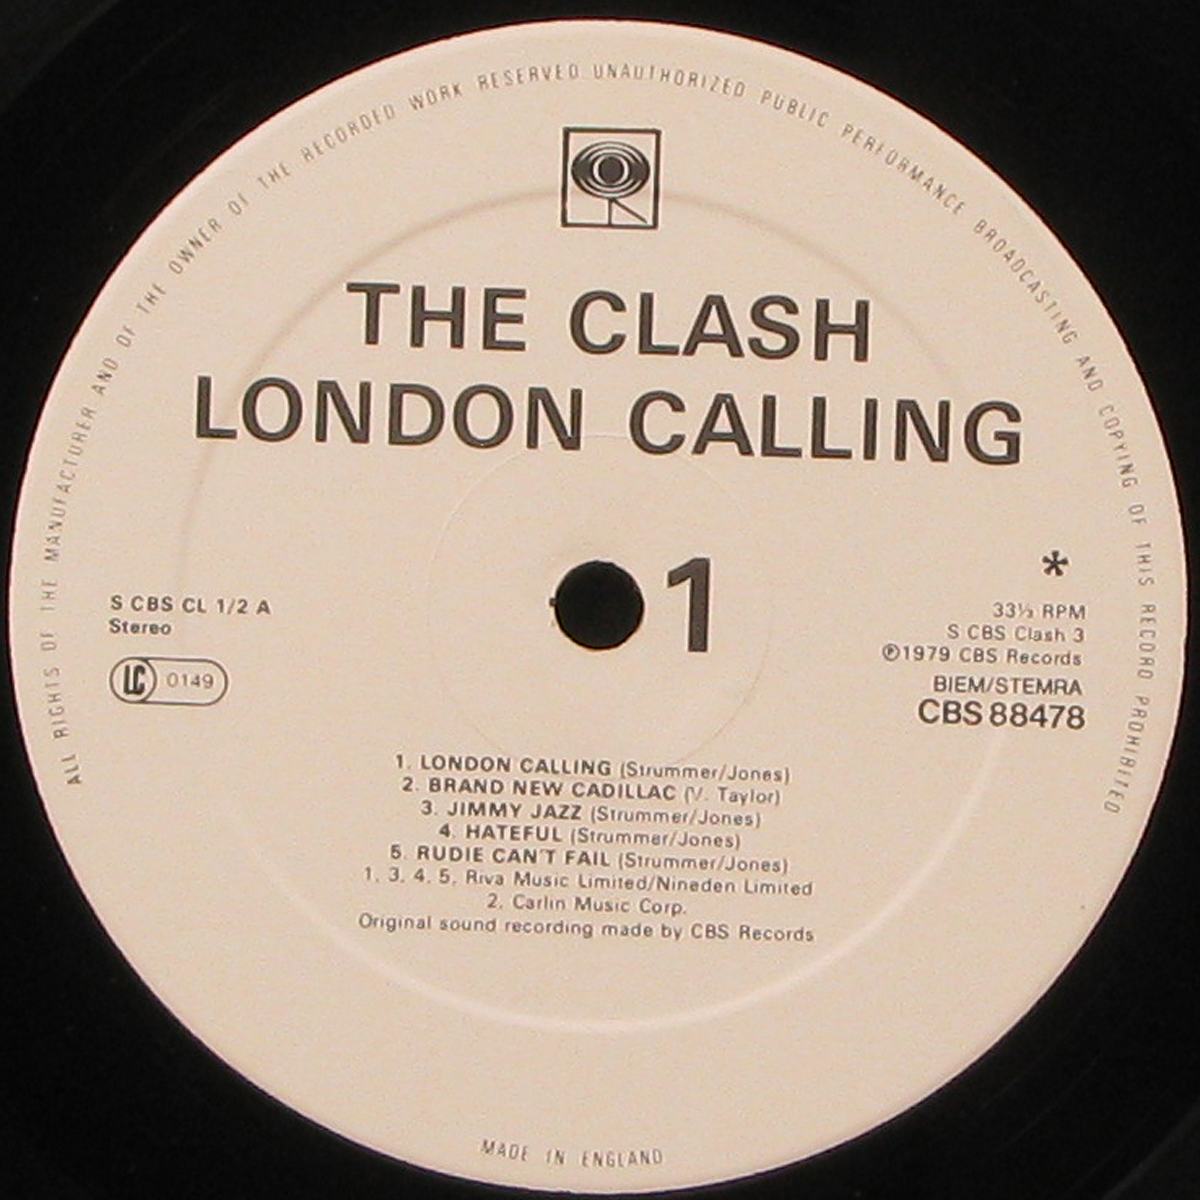 ALL RIGHTS OF THE MANUFACTURER AND OF THE OWNER OF THE RECORDED WORK RESERVED UNAUTHORIZED PUBLIC PERFORMANCE BROADCASTING AND COPYING OF THIS RECORD PROHIBITED
THE CLASH
LONDON CALLING
1
S CBS CL 1/2 A
Stereo
LC 0149
*
33⅓ RPM
S CBS Clash 3
℗1979 CBS Records
BIEM/STEMRA
CBS 88478
1. LONDON CALLING (Strummer/Jones)
2. BRAND NEW CADILLAC (V. Taylor)
3. JIMMY JAZZ (Strummer/Jones)
4. HATEFUL (Strummer/Jones)
5. RUDIE CAN'T FAIL (Strummer/Jones)
1, 3, 4, 5, Riva Music Limited/Nineden Limited
2. Carlin Music Corp.
Original sound recording made by CBS Records
MADE IN ENGLAND